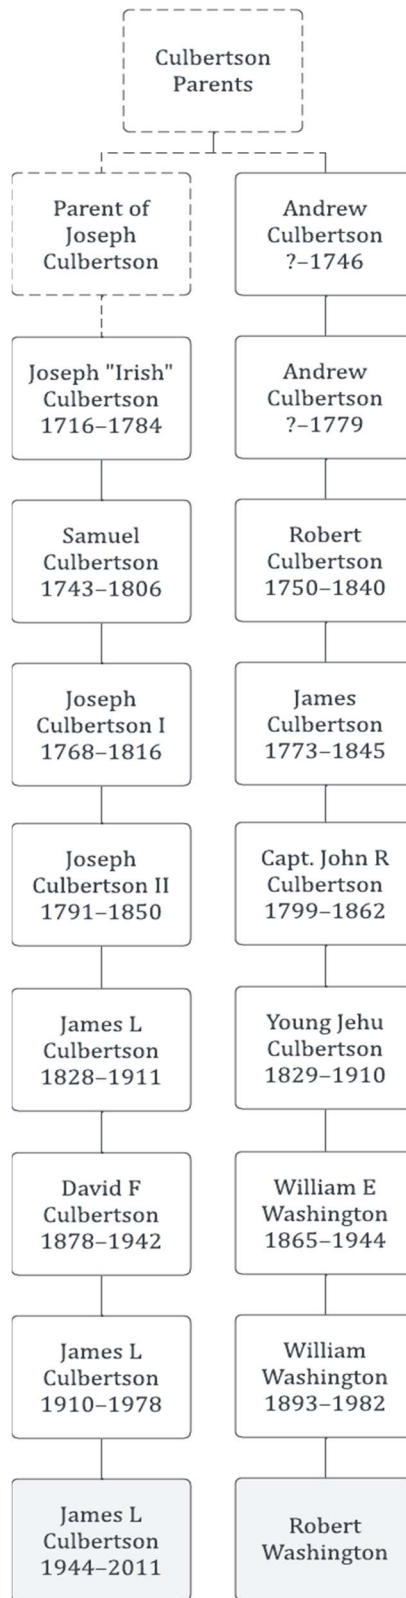 Culbertson
Parents
Parent of
Joseph
Culbertson
Andrew
Culbertson
?–1746
Joseph "Irish"
Culbertson
1716–1784
Andrew
Culbertson
?–1779
Samuel
Culbertson
1743–1806
Robert
Culbertson
1750–1840
Joseph
Culbertson I
1768–1816
James
Culbertson
1773–1845
Joseph
Culbertson II
1791–1850
Capt. John R
Culbertson
1799–1862
James L
Culbertson
1828–1911
Young Jehu
Culbertson
1829–1910
David F
Culbertson
1878–1942
William E
Washington
1865–1944
James L
Culbertson
1910–1978
William
Washington
1893–1982
James L
Culbertson
1944–2011
Robert
Washington